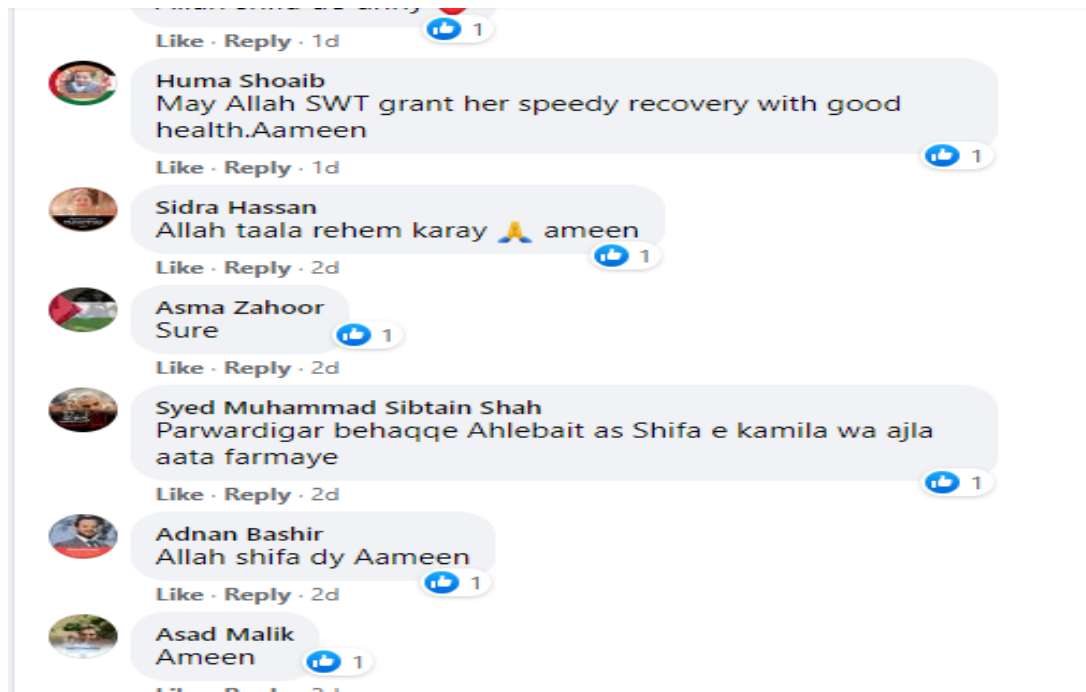 Like · Reply · 1d
1
Huma Shoaib
May Allah SWT grant her speedy recovery with good
health.Aameen
1
Like · Reply · 1d
Sidra Hassan
Allah taala rehem karay 🙏 ameen
1
Like · Reply · 2d
Asma Zahoor
Sure
1
Like · Reply · 2d
Syed Muhammad Sibtain Shah
Parwardigar behaqqe Ahlebait as Shifa e kamila wa ajla
aata farmaye
1
Like · Reply · 2d
Adnan Bashir
Allah shifa dy Aameen
1
Like · Reply · 2d
Asad Malik
Ameen
1